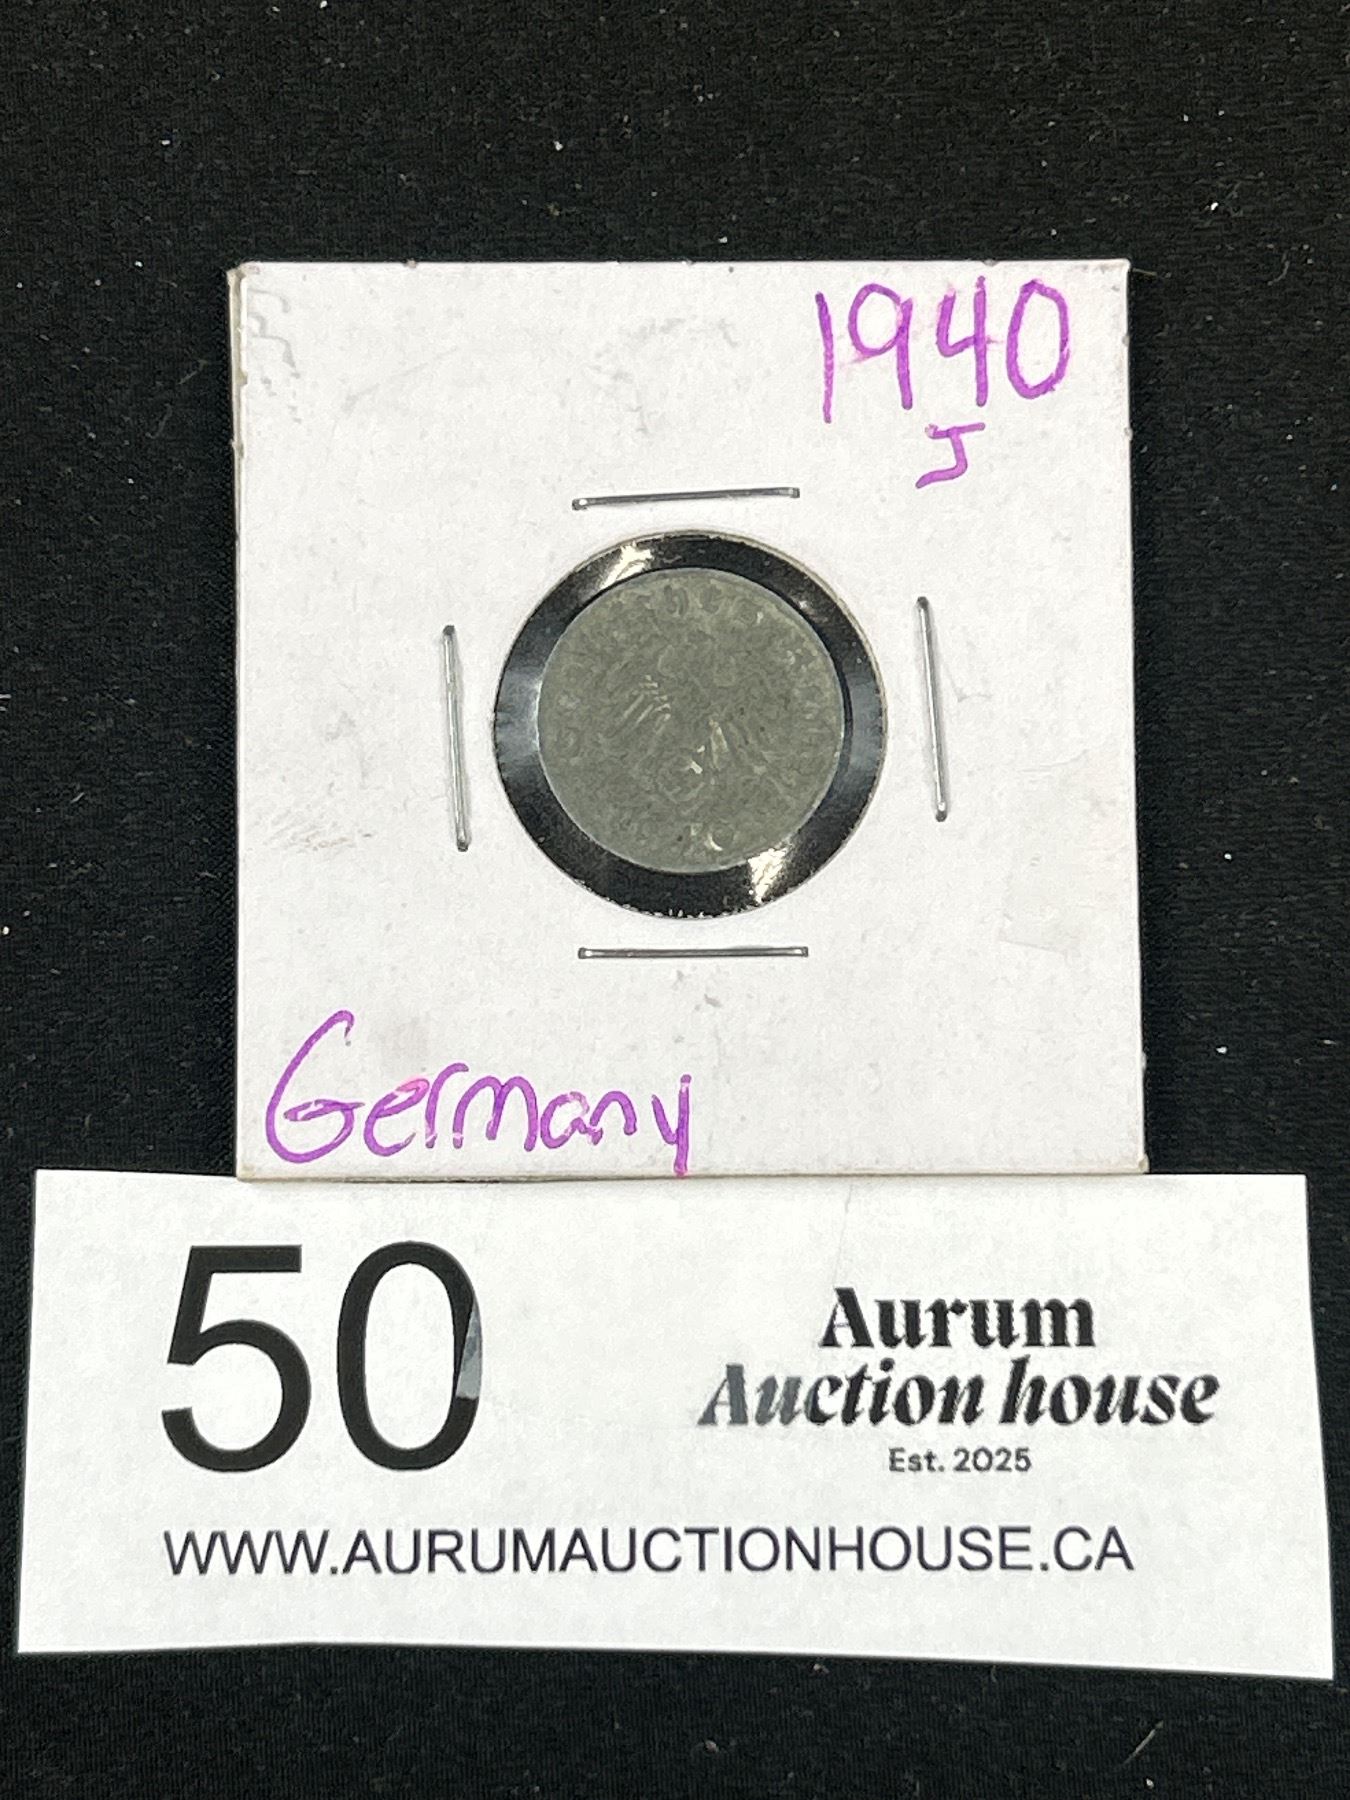 1940
J
Germany
50
Aurum
Auction house
Est. 2025
WWW.AURUMAUCTIONHOUSE.CA